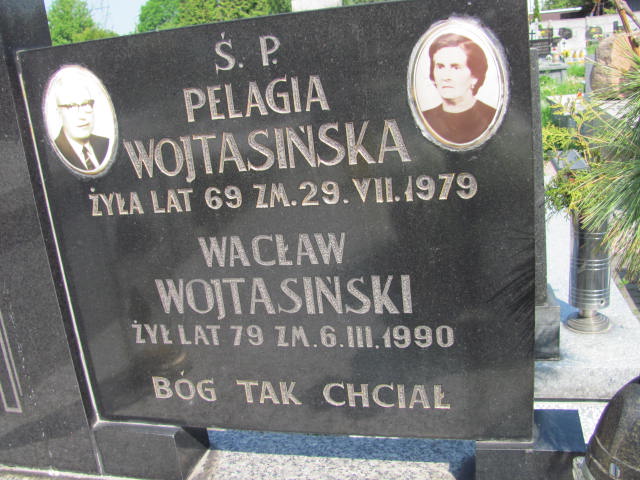 Ś. P.
PELAGIA
WOJTASIŃSKA
ŻYŁA LAT 69 ZM. 29. VII. 1979
WACŁAW
WOJTASIŃSKI
ŻYŁ LAT 79 ZM. 6. III. 1990
BÓG TAK CHCIAŁ